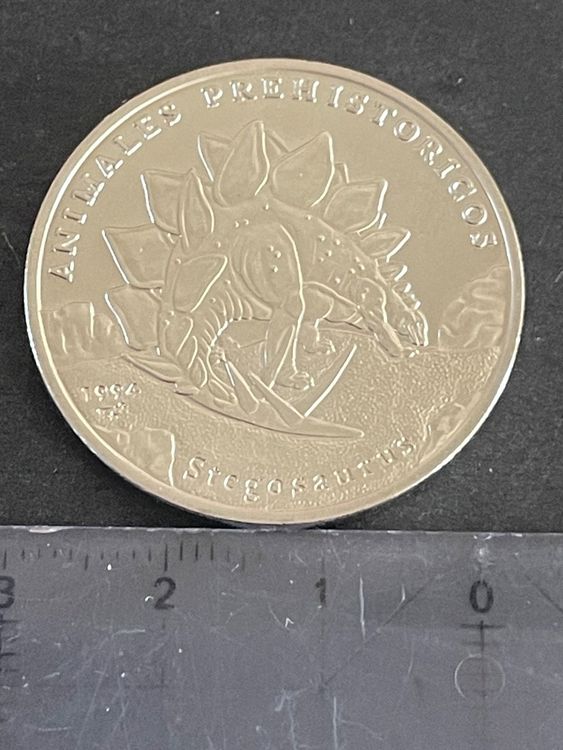 ANIMALES PREHISTORICOS
1994
Stegosaurus
3 2 1 0